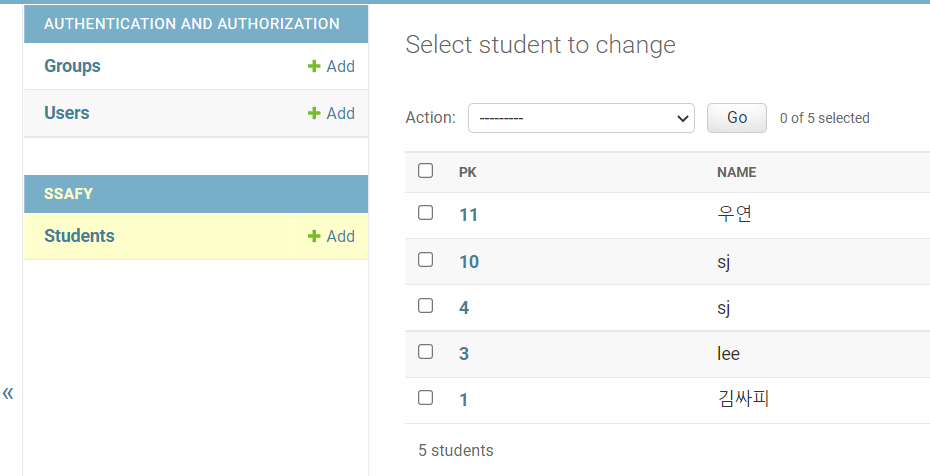 AUTHENTICATION AND AUTHORIZATION
Groups + Add
Users + Add
SSAFY
Students + Add
«
Select student to change
Action: --------- Go 0 of 5 selected
PK NAME
11 우연
10 sj
4 sj
3 lee
1 김싸피
5 students